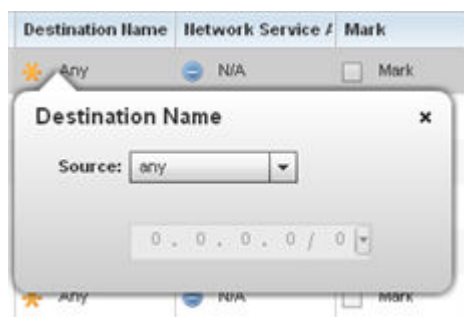 Destination Name Network Service A Mark
Any N/A Mark
Destination Name ×
Source: any
0 . 0 . 0 . 0 / 0
Any N/A Mark